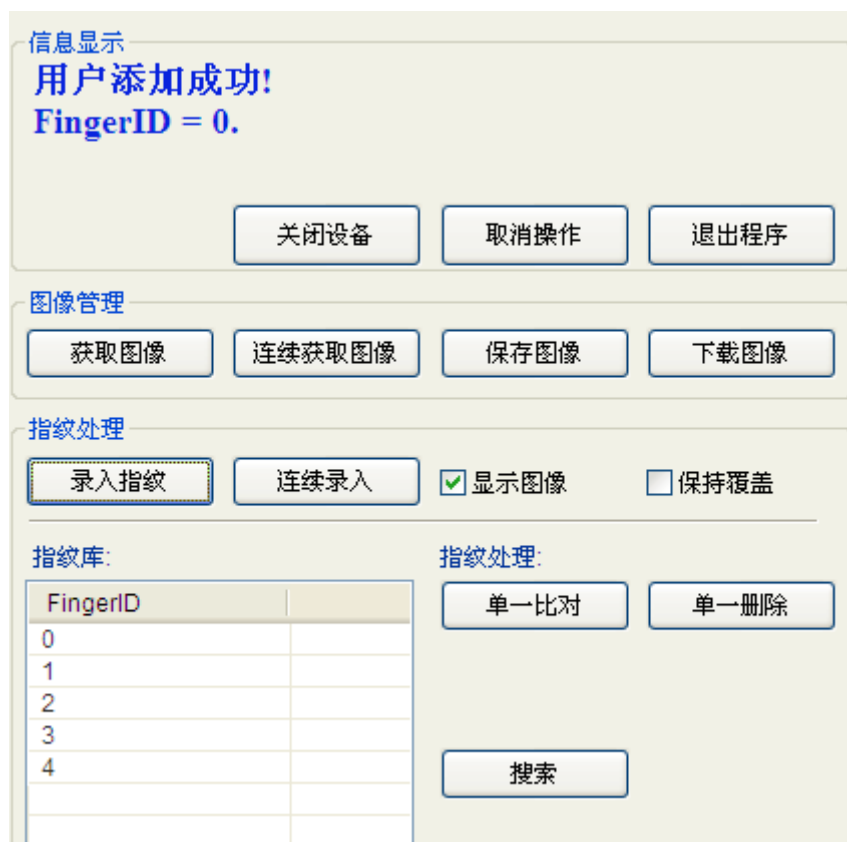 信息显示
用户添加成功!
FingerID = 0.
关闭设备 取消操作 退出程序
图像管理
获取图像 连续获取图像 保存图像 下载图像
指纹处理
录入指纹 连续录入 显示图像 保持覆盖
指纹库: 指纹处理:
FingerID 单一比对 单一删除
0
1
2
3
4 搜索